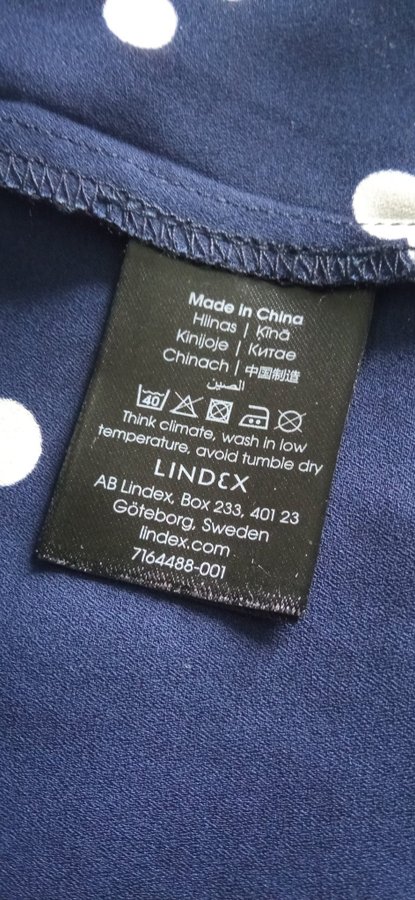 Made in China
Hiinas | Ķīnā
Kinijoje | Китае
Chinach | 中国制造
الصين
40°
Think climate, wash in low
temperature, avoid tumble dry
LINDEX
AB Lindex, Box 233, 401 23
Göteborg, Sweden
lindex.com
7164488-001